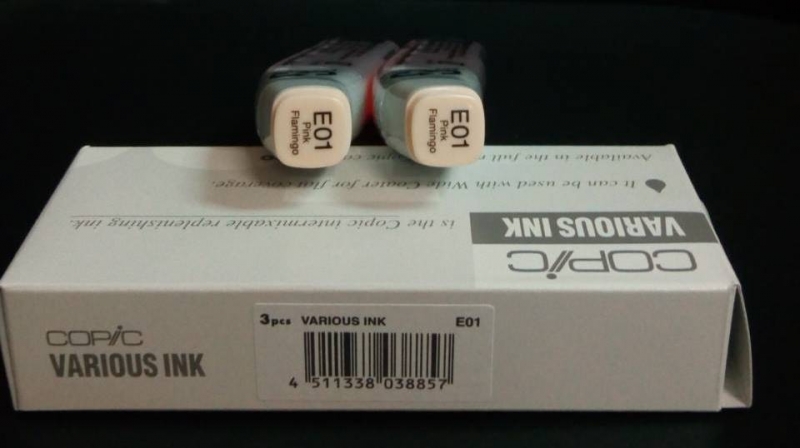 E01
Pink
Flamingo
E01
Pink
Flamingo
Available in the full
It can be used with Wide Coater for flat coverage.
is the Copic intermixable replenishing ink.
VARIOUS INK
COPiC
COPiC
VARIOUS INK
3pcs VARIOUS INK E01
4 511338 038857